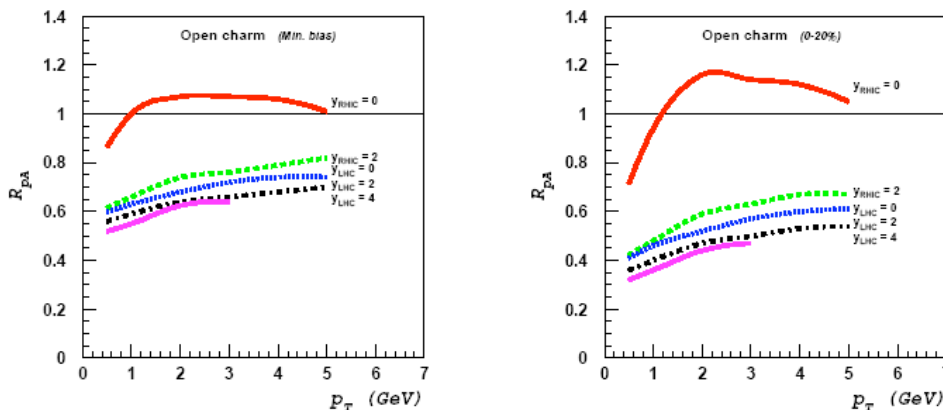 1.4
Open charm (Min. bias)
1.2
y_RHIC = 0
1
0.8
y_RHIC = 2
y_LHC = 0
y_LHC = 2
y_LHC = 4
0.6
0.4
0.2
0
R_pA
0 1 2 3 4 5 6 7
p_T (GeV)
1.4
Open charm (0-20%)
1.2
y_RHIC = 0
1
0.8
y_RHIC = 2
y_LHC = 0
y_LHC = 2
y_LHC = 4
0.6
0.4
0.2
0
R_pA
0 1 2 3 4 5 6 7
p_T (GeV)